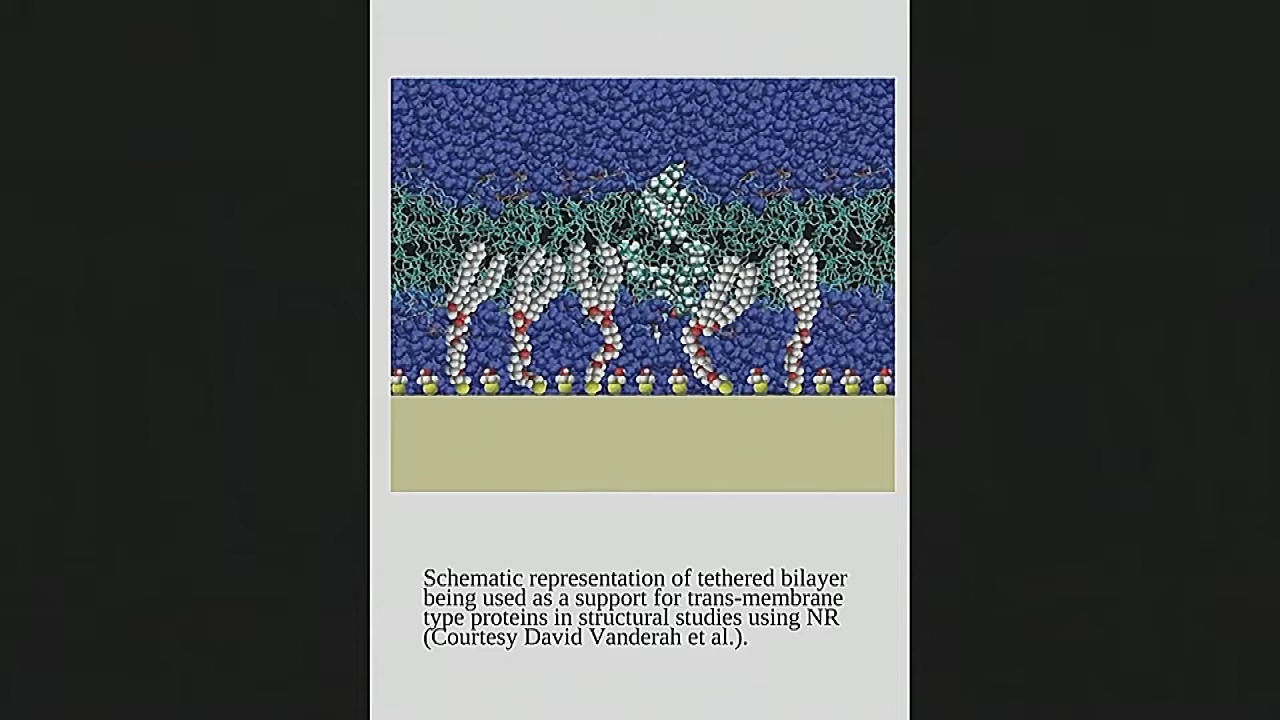 Schematic representation of tethered bilayer
being used as a support for trans-membrane
type proteins in structural studies using NR
(Courtesy David Vanderah et al.).